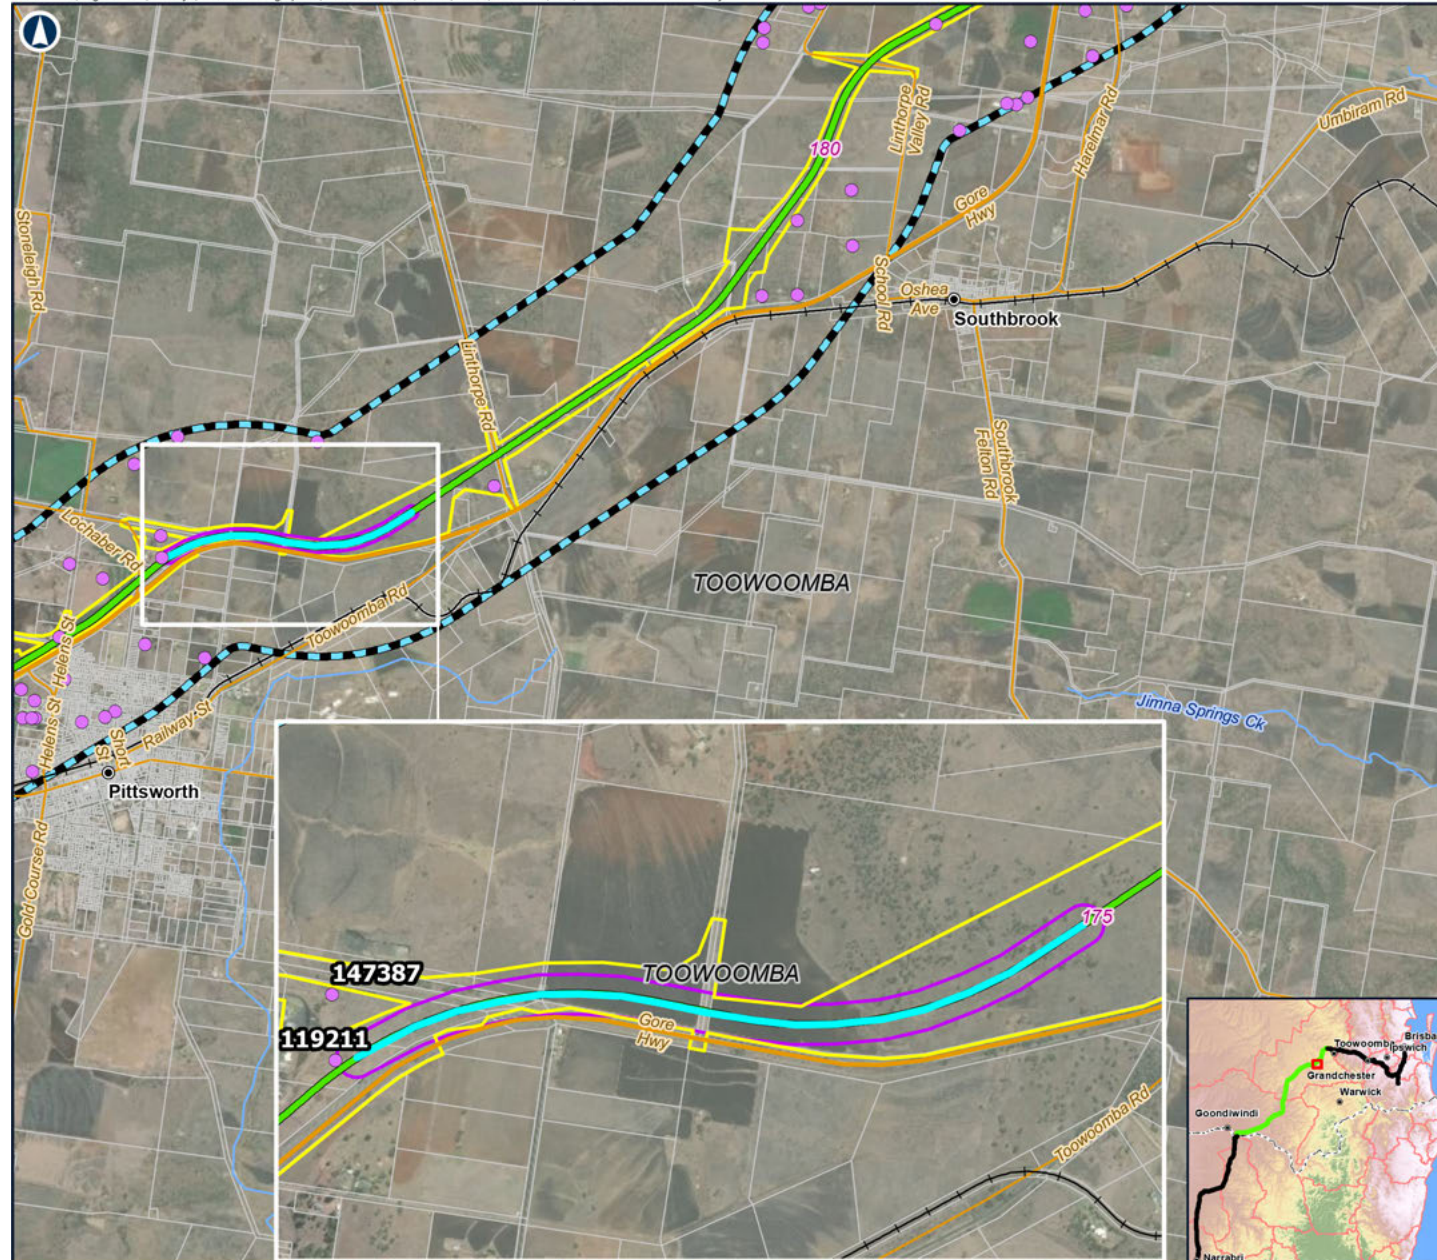 180
Linthorpe
Valley Rd
Harelmar Rd
Umbiram Rd
Gore
Hwy
Stoneleigh Rd
School Rd
Oshea
Ave
Southbrook
Linthorpe Rd
Southbrook
Felton Rd
Lochaber Rd
TOOWOOMBA
Toowoomba Rd
Helens St
Helens St
Short
St
Railway St
Jimna Springs Ck
Pittsworth
Gold Course Rd
175
147387
TOOWOOMBA
119211
Gore
Hwy
Toowoomba Rd
Brisba
Toowoomba
Ipswich
Grandchester
Warwick
Goondiwindi
Narrabri